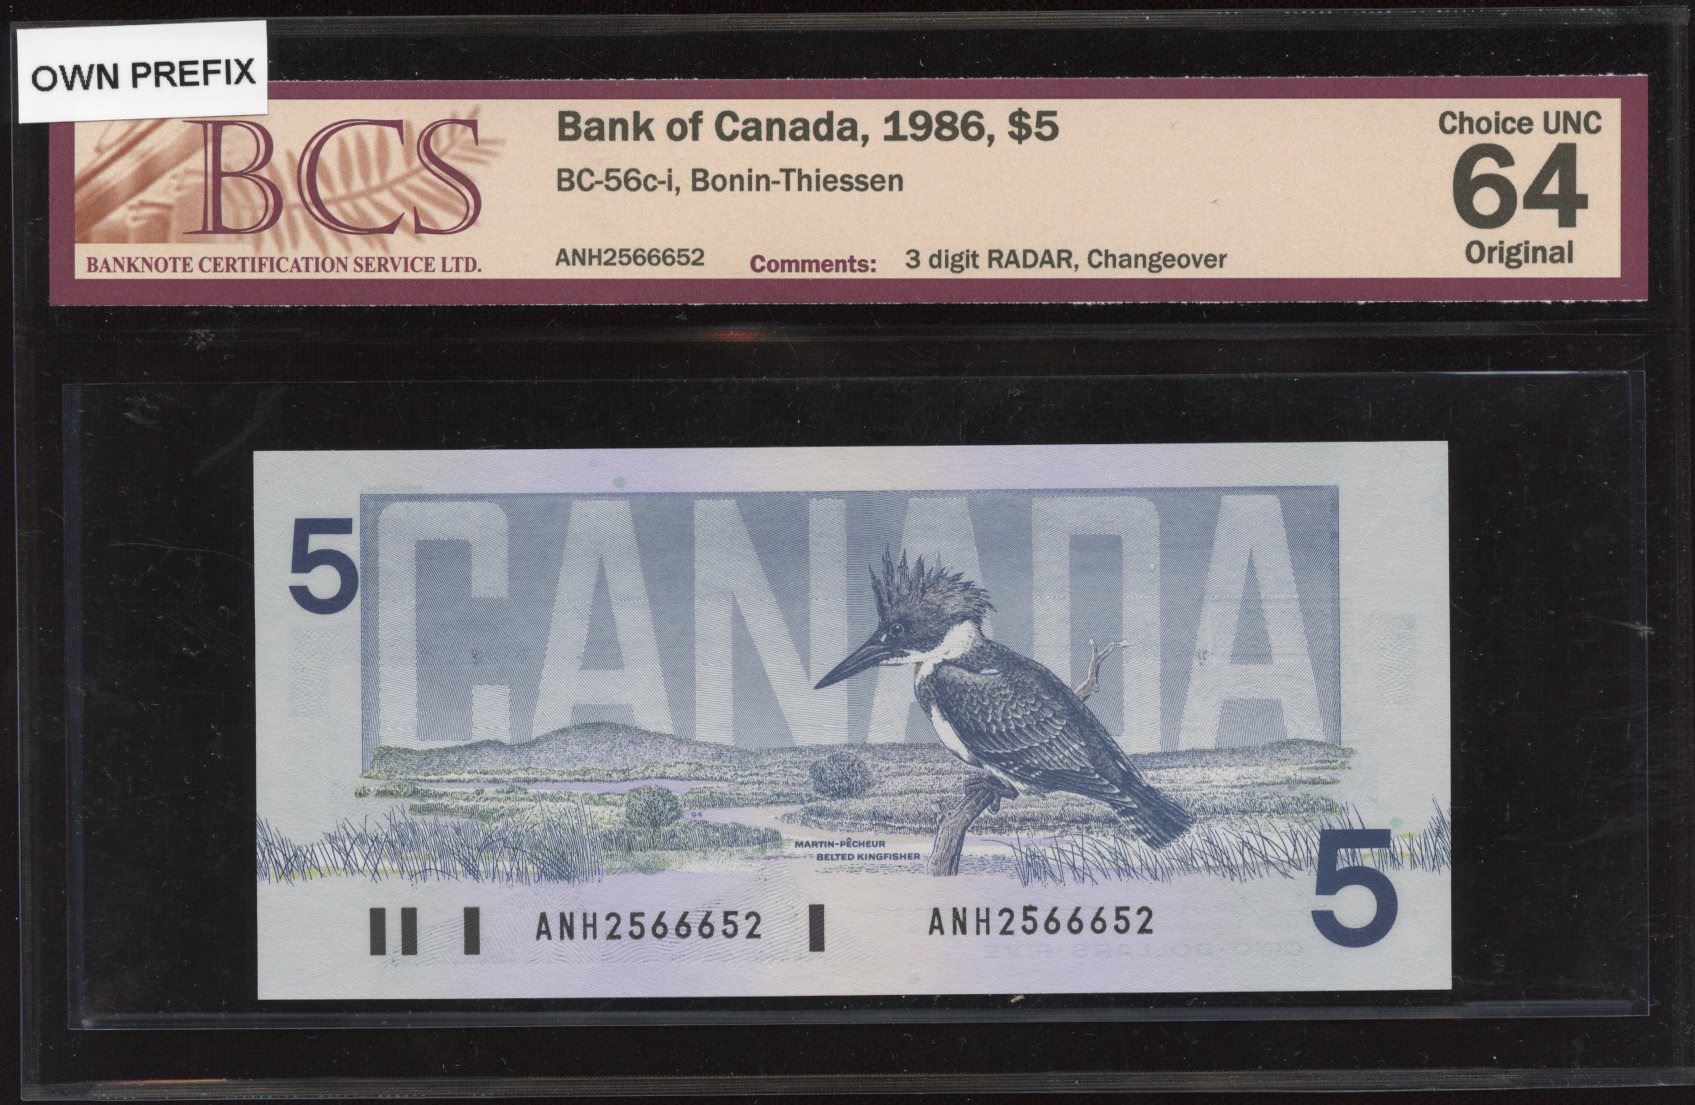 OWN PREFIX
BCS
BANKNOTE CERTIFICATION SERVICE LTD.
Bank of Canada, 1986, $5
BC-56c-i, Bonin-Thiessen
ANH2566652 Comments: 3 digit RADAR, Changeover
Choice UNC
64
Original
5
CANADA
94
MARTIN-PÊCHEUR
BELTED KINGFISHER
ANH2566652 ANH2566652
5